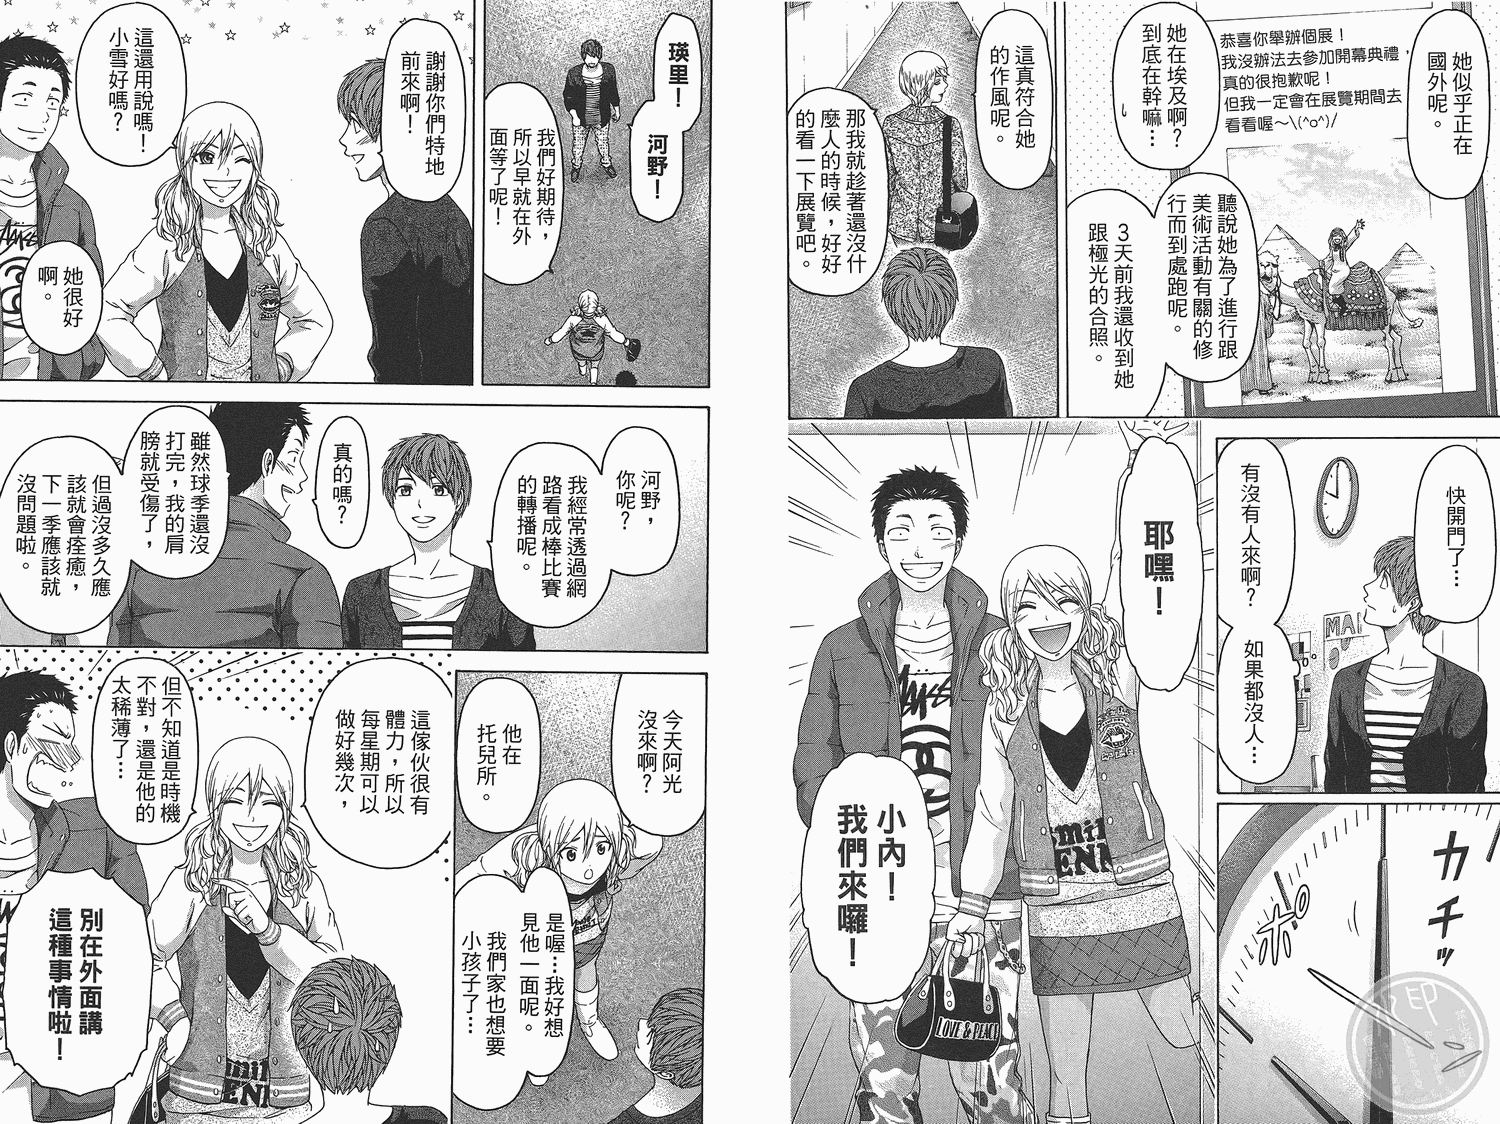 她似乎正在
國外呢。
恭喜你舉辦個展！
我沒辦法去參加開幕典禮，
真的很抱歉呢！
但我一定會在展覽期間去
看看喔～\(^o^)/
她在埃及啊？
到底在幹嘛…
聽說她為了進行跟
美術活動有關的修
行而到處跑呢。
3天前我還收到她
跟極光的合照。
這真符合她
的作風呢。
那我就趁著還沒什
麼人的時候，好好
的看一下展覽吧。
快開門了…
有沒有人來啊？
如果都沒人…
MAI
カチッ
ポロ
耶嘿！
小內！
我們來囉！
LOVE & PEACE
瑛里！
河野！
我們好期待，
所以早就在外
面等了呢！
謝謝你們特地
前來啊！
這還用說嗎！
小雪好嗎？
她很好
啊。
河野，
你呢？
我經常透過網
路看成棒比賽
的轉播呢。
真的嗎？
雖然球季還沒
打完，我的肩
膀就受傷了，
但過沒多久應
該就會痊癒，
下一季應該就
沒問題啦。
今天阿光
沒來啊？
他在
托兒所。
是喔…我好想
見他一面呢。
我們家也想要
小孩子了…
這傢伙很有
體力，所以
每星期可以
做好幾次，
但不知道是時機
不對，還是他的
太稀薄了…
別在外面講
這種事情啦！